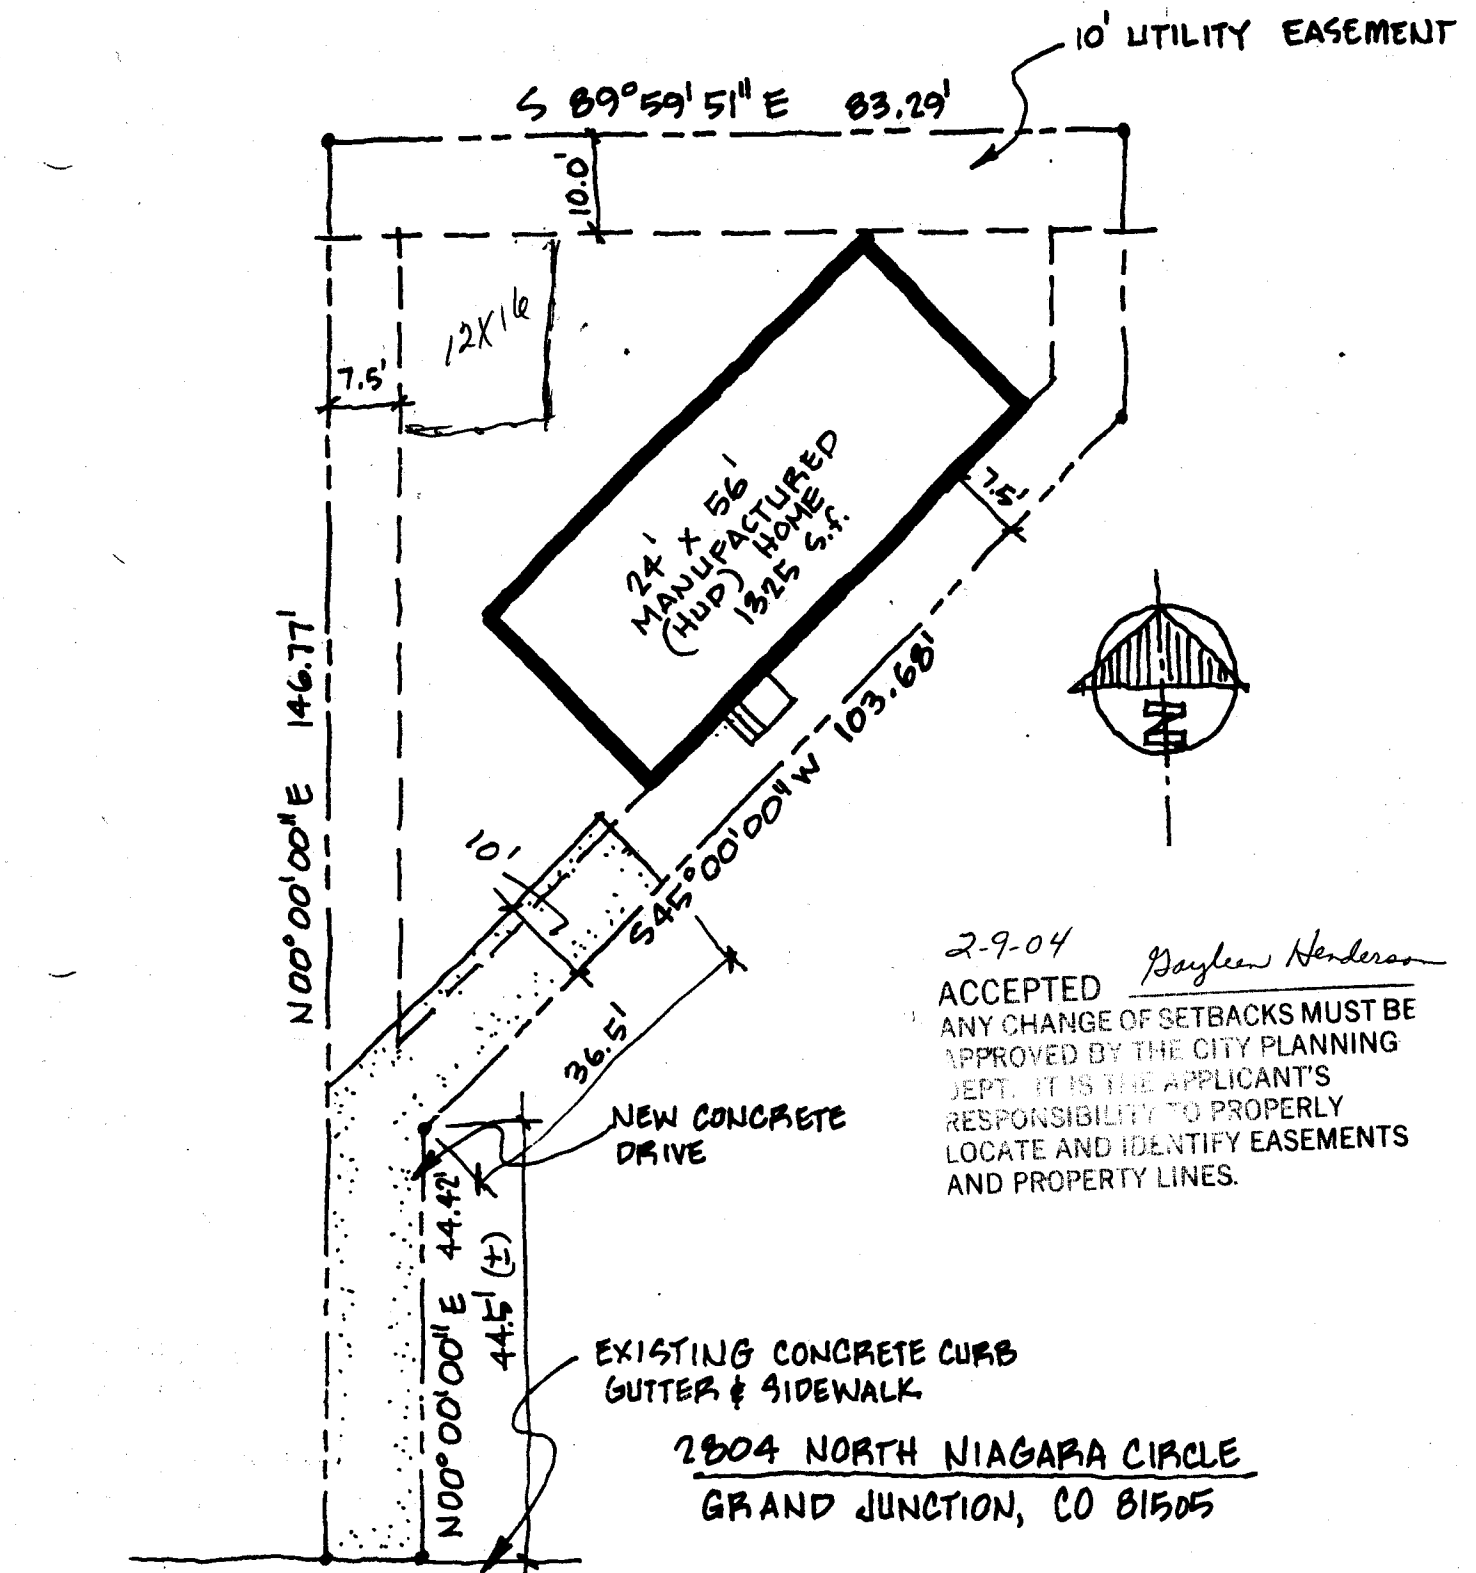 10' UTILITY EASEMENT
S 89°59'51" E 83.29'
10.0'
12X16
7.5'
24' X 56'
MANUFACTURED
(HUD) HOME
1325 S.f.
7.5'
N00°00'00"E 146.77'
S45°00'00"W 103.68'
N
10'
36.5'
2-9-04
Gayleen Henderson
ACCEPTED
ANY CHANGE OF SETBACKS MUST BE
APPROVED BY THE CITY PLANNING
DEPT. IT IS THE APPLICANT'S
RESPONSIBILITY TO PROPERLY
LOCATE AND IDENTIFY EASEMENTS
AND PROPERTY LINES.
NEW CONCRETE
DRIVE
N00°00'00"E 44.42'
44.5' (±)
EXISTING CONCRETE CURB
GUTTER & SIDEWALK
2804 NORTH NIAGARA CIRCLE
GRAND JUNCTION, CO 81505